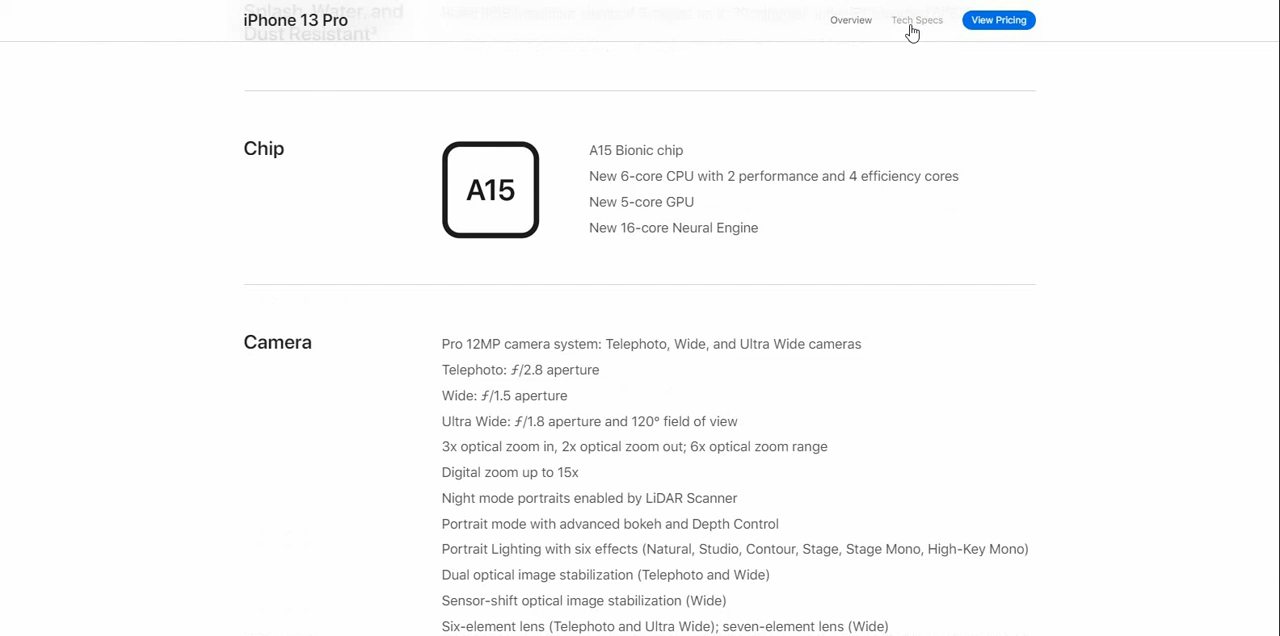 Splash, Water, and
Dust Resistant³
iPhone 13 Pro
Overview
Tech Specs
View Pricing
Chip
A15
A15 Bionic chip
New 6-core CPU with 2 performance and 4 efficiency cores
New 5-core GPU
New 16-core Neural Engine
Camera
Pro 12MP camera system: Telephoto, Wide, and Ultra Wide cameras
Telephoto: ƒ/2.8 aperture
Wide: ƒ/1.5 aperture
Ultra Wide: ƒ/1.8 aperture and 120° field of view
3x optical zoom in, 2x optical zoom out; 6x optical zoom range
Digital zoom up to 15x
Night mode portraits enabled by LiDAR Scanner
Portrait mode with advanced bokeh and Depth Control
Portrait Lighting with six effects (Natural, Studio, Contour, Stage, Stage Mono, High-Key Mono)
Dual optical image stabilization (Telephoto and Wide)
Sensor-shift optical image stabilization (Wide)
Six-element lens (Telephoto and Ultra Wide); seven-element lens (Wide)